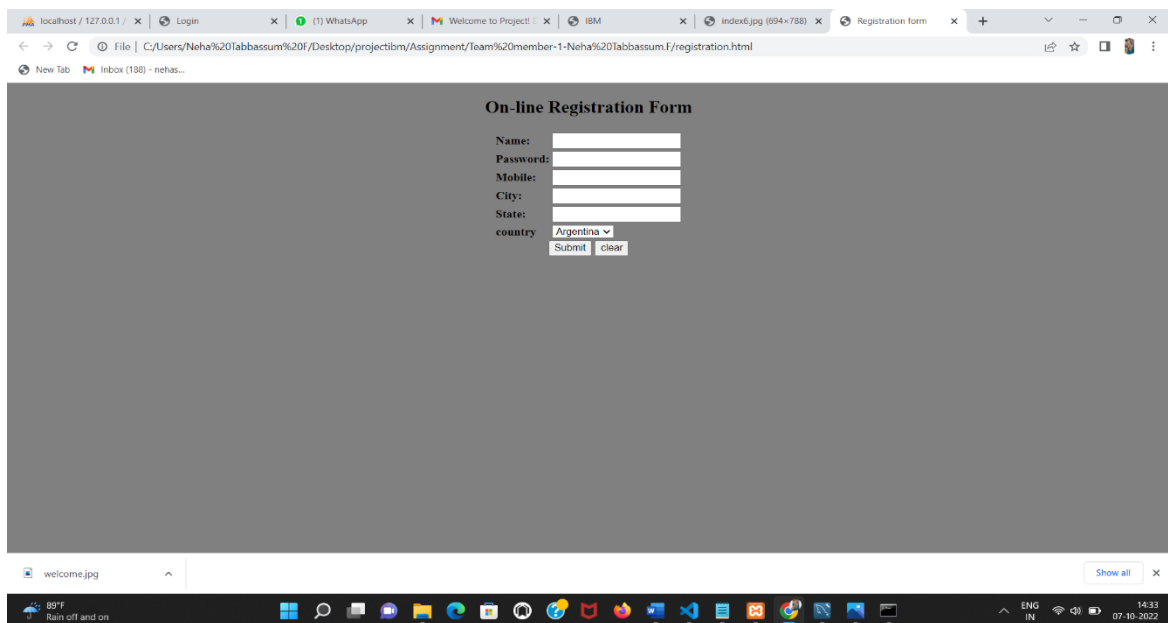 localhost / 127.0.0.1 / Login (1) WhatsApp Welcome to Project! IBM index6.jpg (694×788) Registration form
File | C:/Users/Neha%20Tabbassum%20F/Desktop/projectibm/Assignment/Team%20member-1-Neha%20Tabbassum.F/registration.html
New Tab Inbox (188) - nehas...
On-line Registration Form
Name:
Password:
Mobile:
City:
State:
country Argentina
Submit clear
welcome.jpg Show all
89°F ENG 14:33
Rain off and on IN 07-10-2022